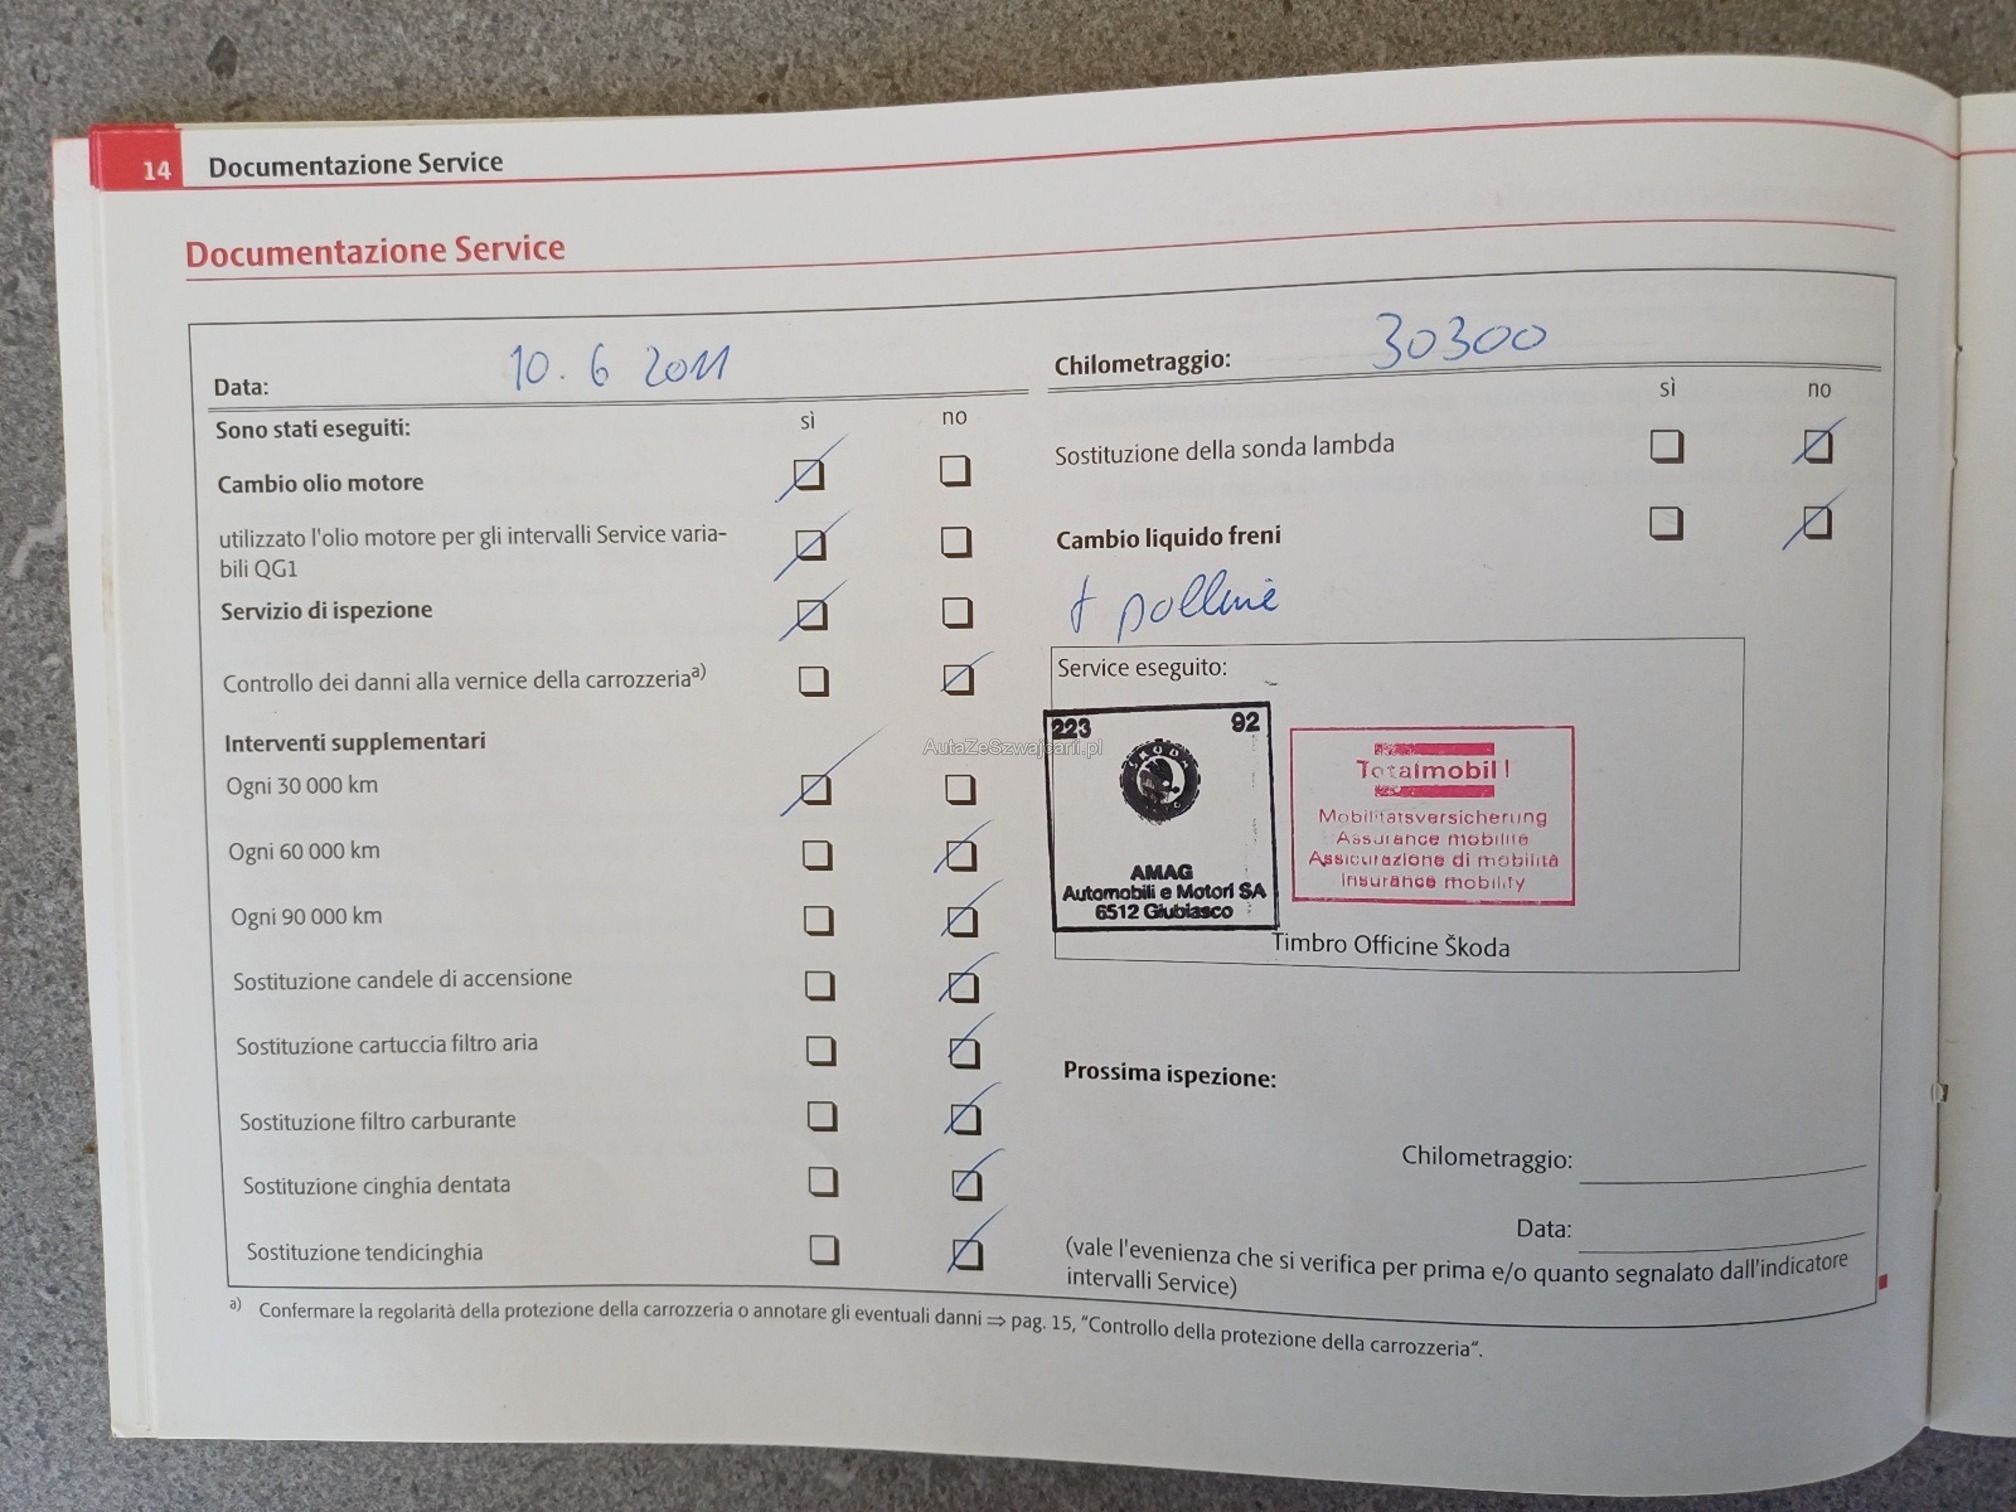 14 Documentazione Service
Documentazione Service
Data: 10. 6 2011
Sono stati eseguiti: sì no
Cambio olio motore
utilizzato l'olio motore per gli intervalli Service varia-
bili QG1
Servizio di ispezione
Controllo dei danni alla vernice della carrozzeria a)
Interventi supplementari
Ogni 30 000 km
Ogni 60 000 km
Ogni 90 000 km
Sostituzione candele di accensione
Sostituzione cartuccia filtro aria
Sostituzione filtro carburante
Sostituzione cinghia dentata
Sostituzione tendicinghia
Chilometraggio: 30300
sì no
Sostituzione della sonda lambda
Cambio liquido freni
+ polline
Service eseguito:
223 92
ŠKODA
AMAG
Automobili e Motori SA
6512 Giubiasco
Totalmobil!
Mobilitätsversicherung
Assurance mobilité
Assicurazione di mobilità
Insurance mobility
Timbro Officine Škoda
AutaZeSzwajcarii.pl
Prossima ispezione:
Chilometraggio:
Data:
(vale l'evenienza che si verifica per prima e/o quanto segnalato dall'indicatore
intervalli Service)
a) Confermare la regolarità della protezione della carrozzeria o annotare gli eventuali danni ⇒ pag. 15, "Controllo della protezione della carrozzeria".